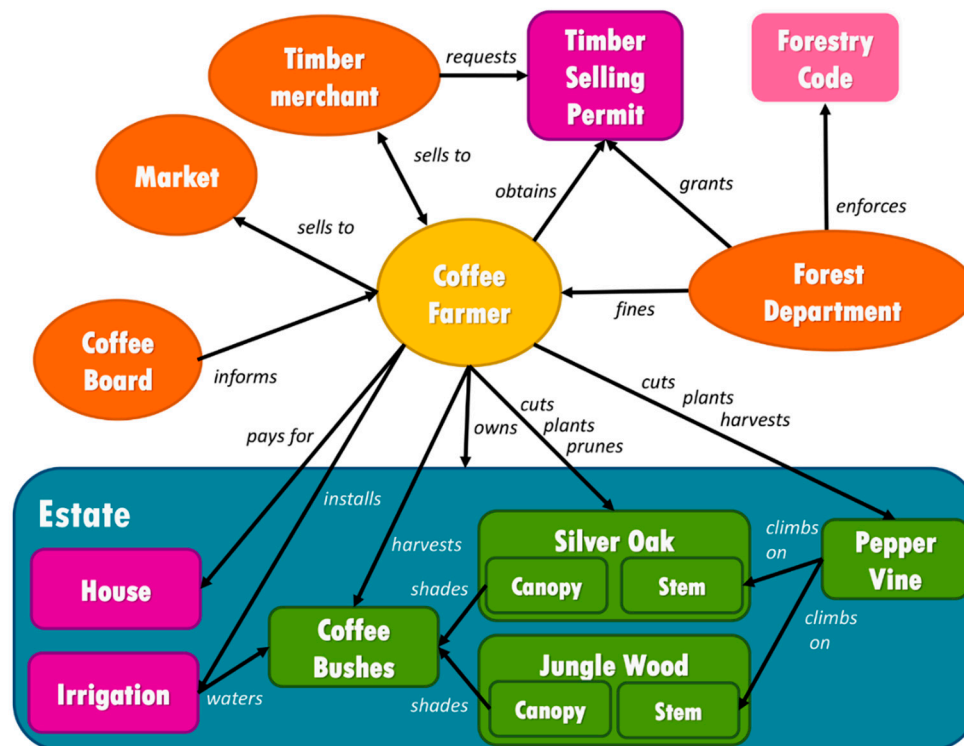 Timber
merchant
requests
Timber
Selling
Permit
Forestry
Code
Market
sells to
sells to
obtains
grants
enforces
Coffee
Farmer
Forest
Department
fines
Coffee
Board
informs
pays for
owns
cuts
plants
prunes
cuts
plants
harvests
Estate
installs
harvests
House
Irrigation
waters
Coffee
Bushes
shades
shades
Silver Oak
Canopy
Stem
Jungle Wood
Canopy
Stem
climbs
on
climbs
on
Pepper
Vine